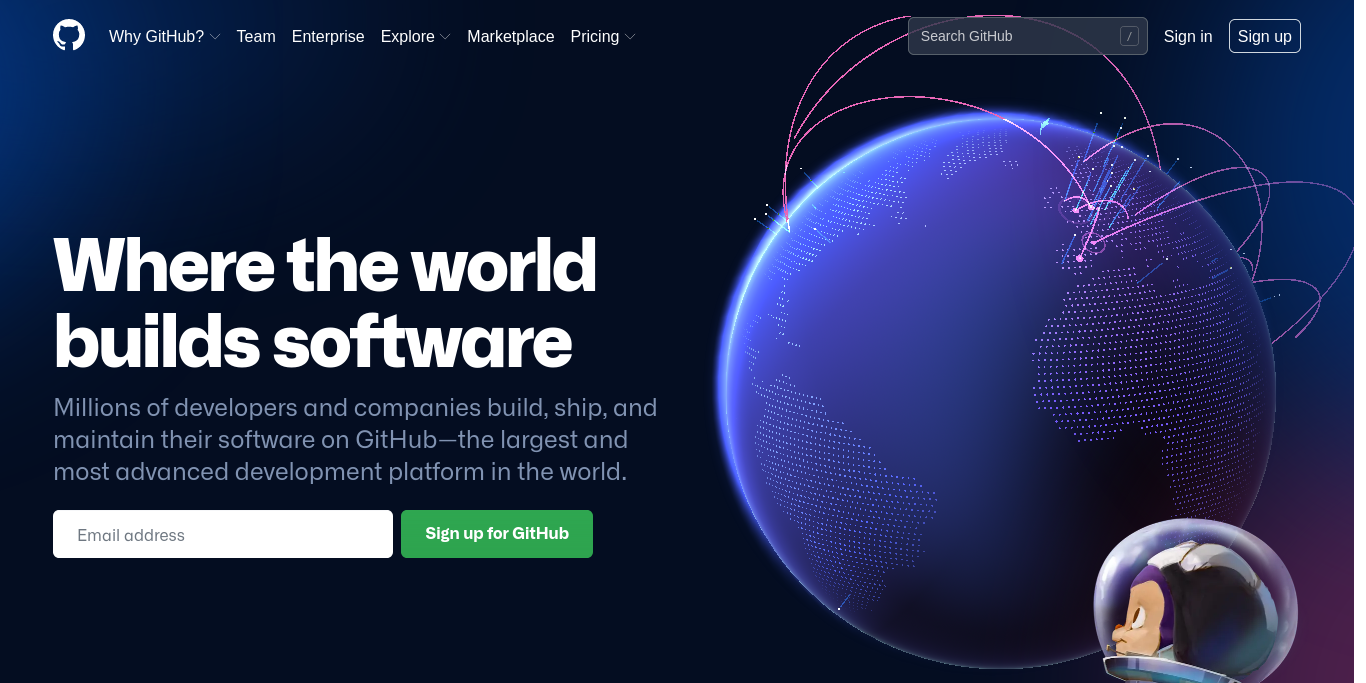 Why GitHub? Team Enterprise Explore Marketplace Pricing Search GitHub / Sign in Sign up
Where the world
builds software
Millions of developers and companies build, ship, and
maintain their software on GitHub—the largest and
most advanced development platform in the world.
Email address Sign up for GitHub